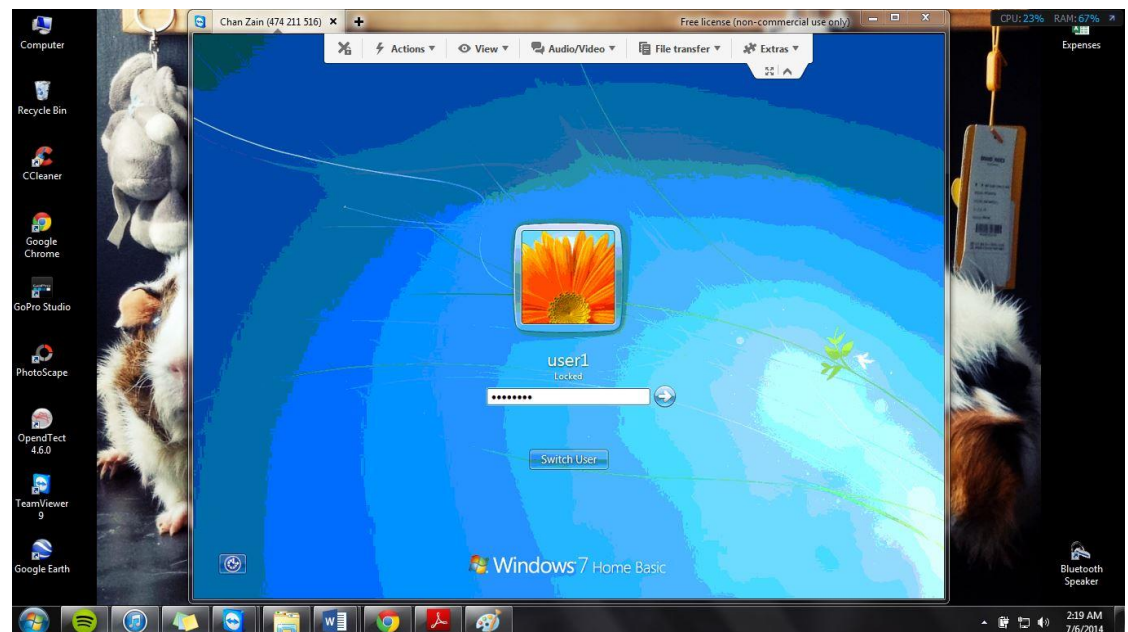 Chan Zain (474 211 516)
Free license (non-commercial use only)
CPU: 23% RAM: 67%
Actions
View
Audio/Video
File transfer
Extras
Computer
Recycle Bin
CCleaner
Google
Chrome
GoPro Studio
PhotoScape
OpendTect
4.6.0
TeamViewer
9
Google Earth
Expenses
user1
Locked
Switch User
Windows 7 Home Basic
Bluetooth
Speaker
2:19 AM
7/6/2014